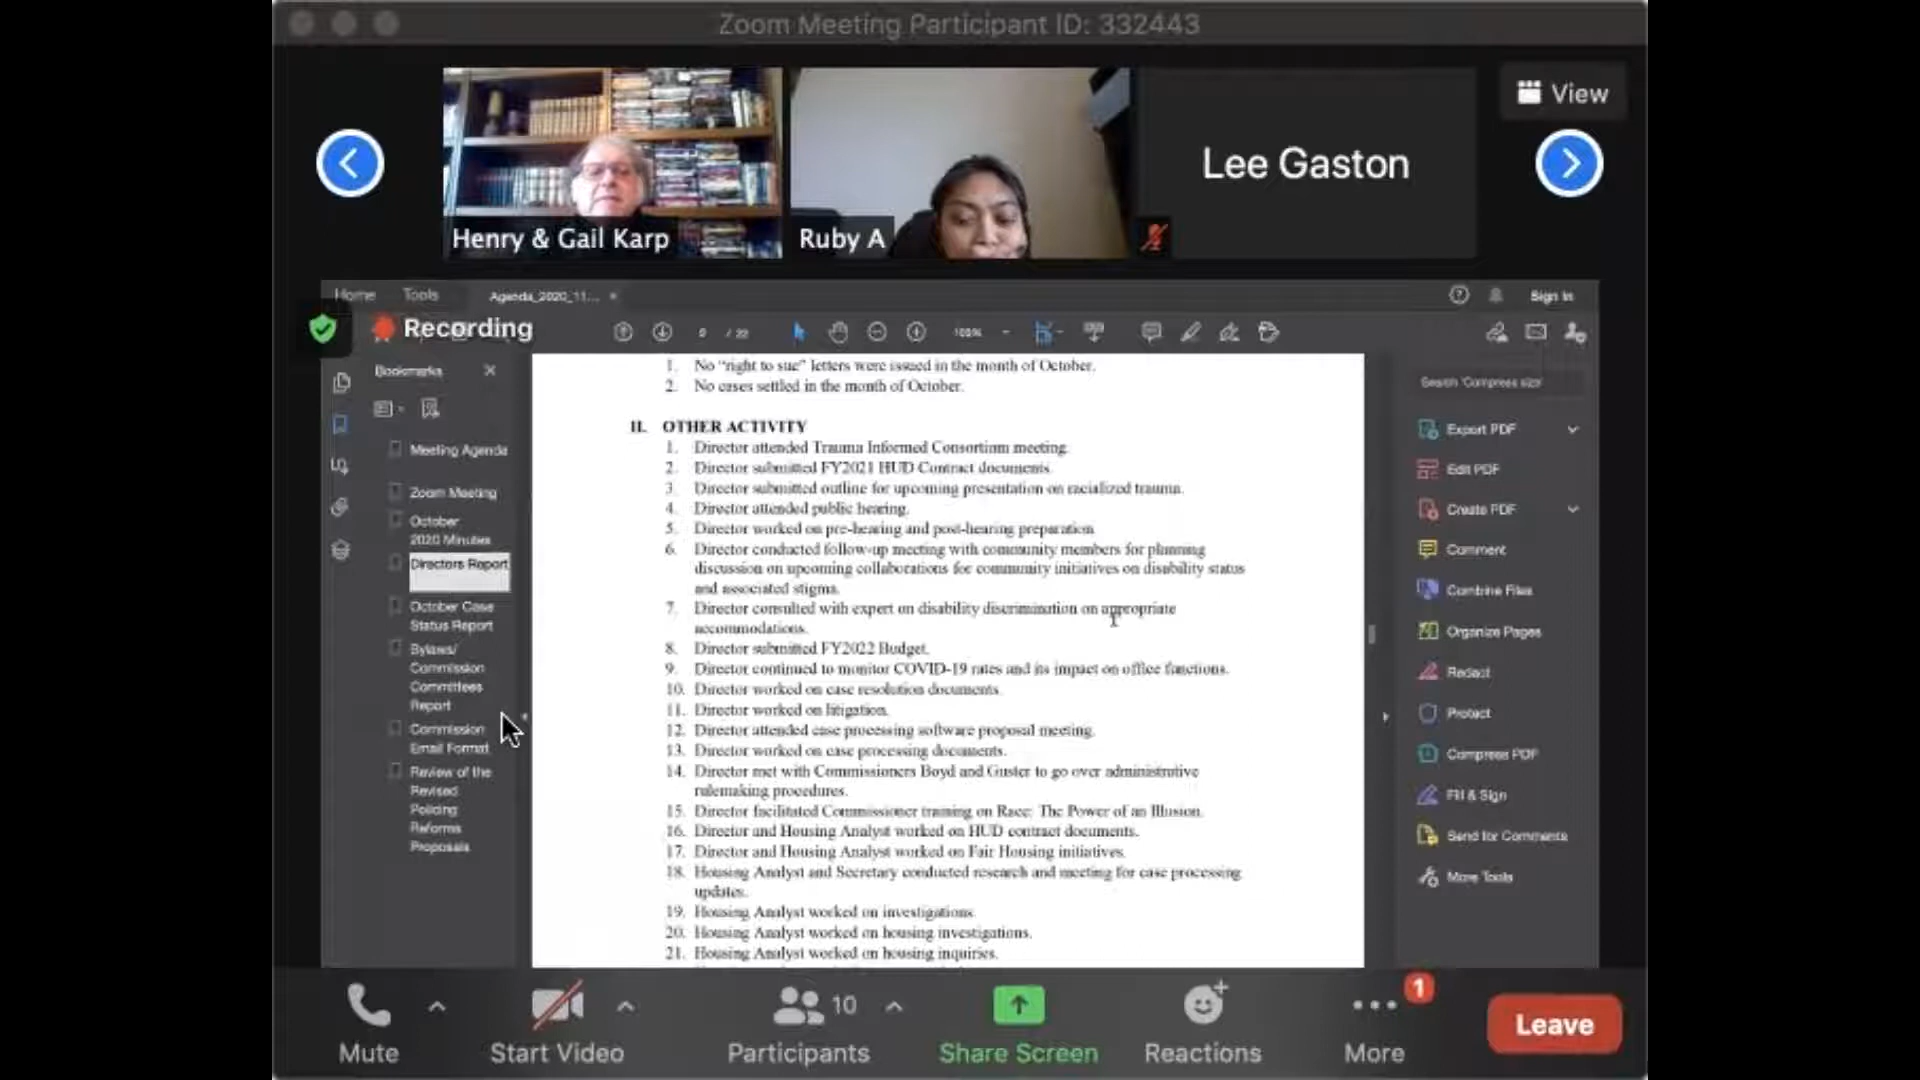 Zoom Meeting Participant ID: 332443
View
Lee Gaston
Henry & Gail Karp
Ruby A
Home Tools Agenda_2020_11... ×
Sign In
Recording
9 / 22
Bookmarks
Search 'Compress size'
Meeting Agenda
Zoom Meeting
October
2020 Minutes
Directors Report
October Case
Status Report
Bylaws/
Commission
Committees
Report
Commission
Email Format
Review of the
Revised
Policing
Reforms
Proposals
1. No "right to sue" letters were issued in the month of October.
2. No cases settled in the month of October.
II. OTHER ACTIVITY
1. Director attended Trauma Informed Consortium meeting.
2. Director submitted FY2021 HUD Contract documents.
3. Director submitted outline for upcoming presentation on racialized trauma.
4. Director attended public hearing.
5. Director worked on pre-hearing and post-hearing preparation.
6. Director conducted follow-up meeting with community members for planning
discussion on upcoming collaborations for community initiatives on disability status
and associated stigma.
7. Director consulted with expert on disability discrimination on appropriate
accommodations.
8. Director submitted FY2022 Budget.
9. Director continued to monitor COVID-19 rates and its impact on office functions.
10. Director worked on case resolution documents.
11. Director worked on litigation.
12. Director attended case processing software proposal meeting.
13. Director worked on case processing documents.
14. Director met with Commissioners Boyd and Guster to go over administrative
rulemaking procedures.
15. Director facilitated Commissioner training on Race: The Power of an Illusion.
16. Director and Housing Analyst worked on HUD contract documents.
17. Director and Housing Analyst worked on Fair Housing initiatives.
18. Housing Analyst and Secretary conducted research and meeting for case processing
updates.
19. Housing Analyst worked on investigations.
20. Housing Analyst worked on housing investigations.
21. Housing Analyst worked on housing inquiries.
Export PDF
Edit PDF
Create PDF
Comment
Combine Files
Organize Pages
Redact
Protect
Compress PDF
Fill & Sign
Send for Comments
More Tools
10
1
Mute
Start Video
Participants
Share Screen
Reactions
More
Leave